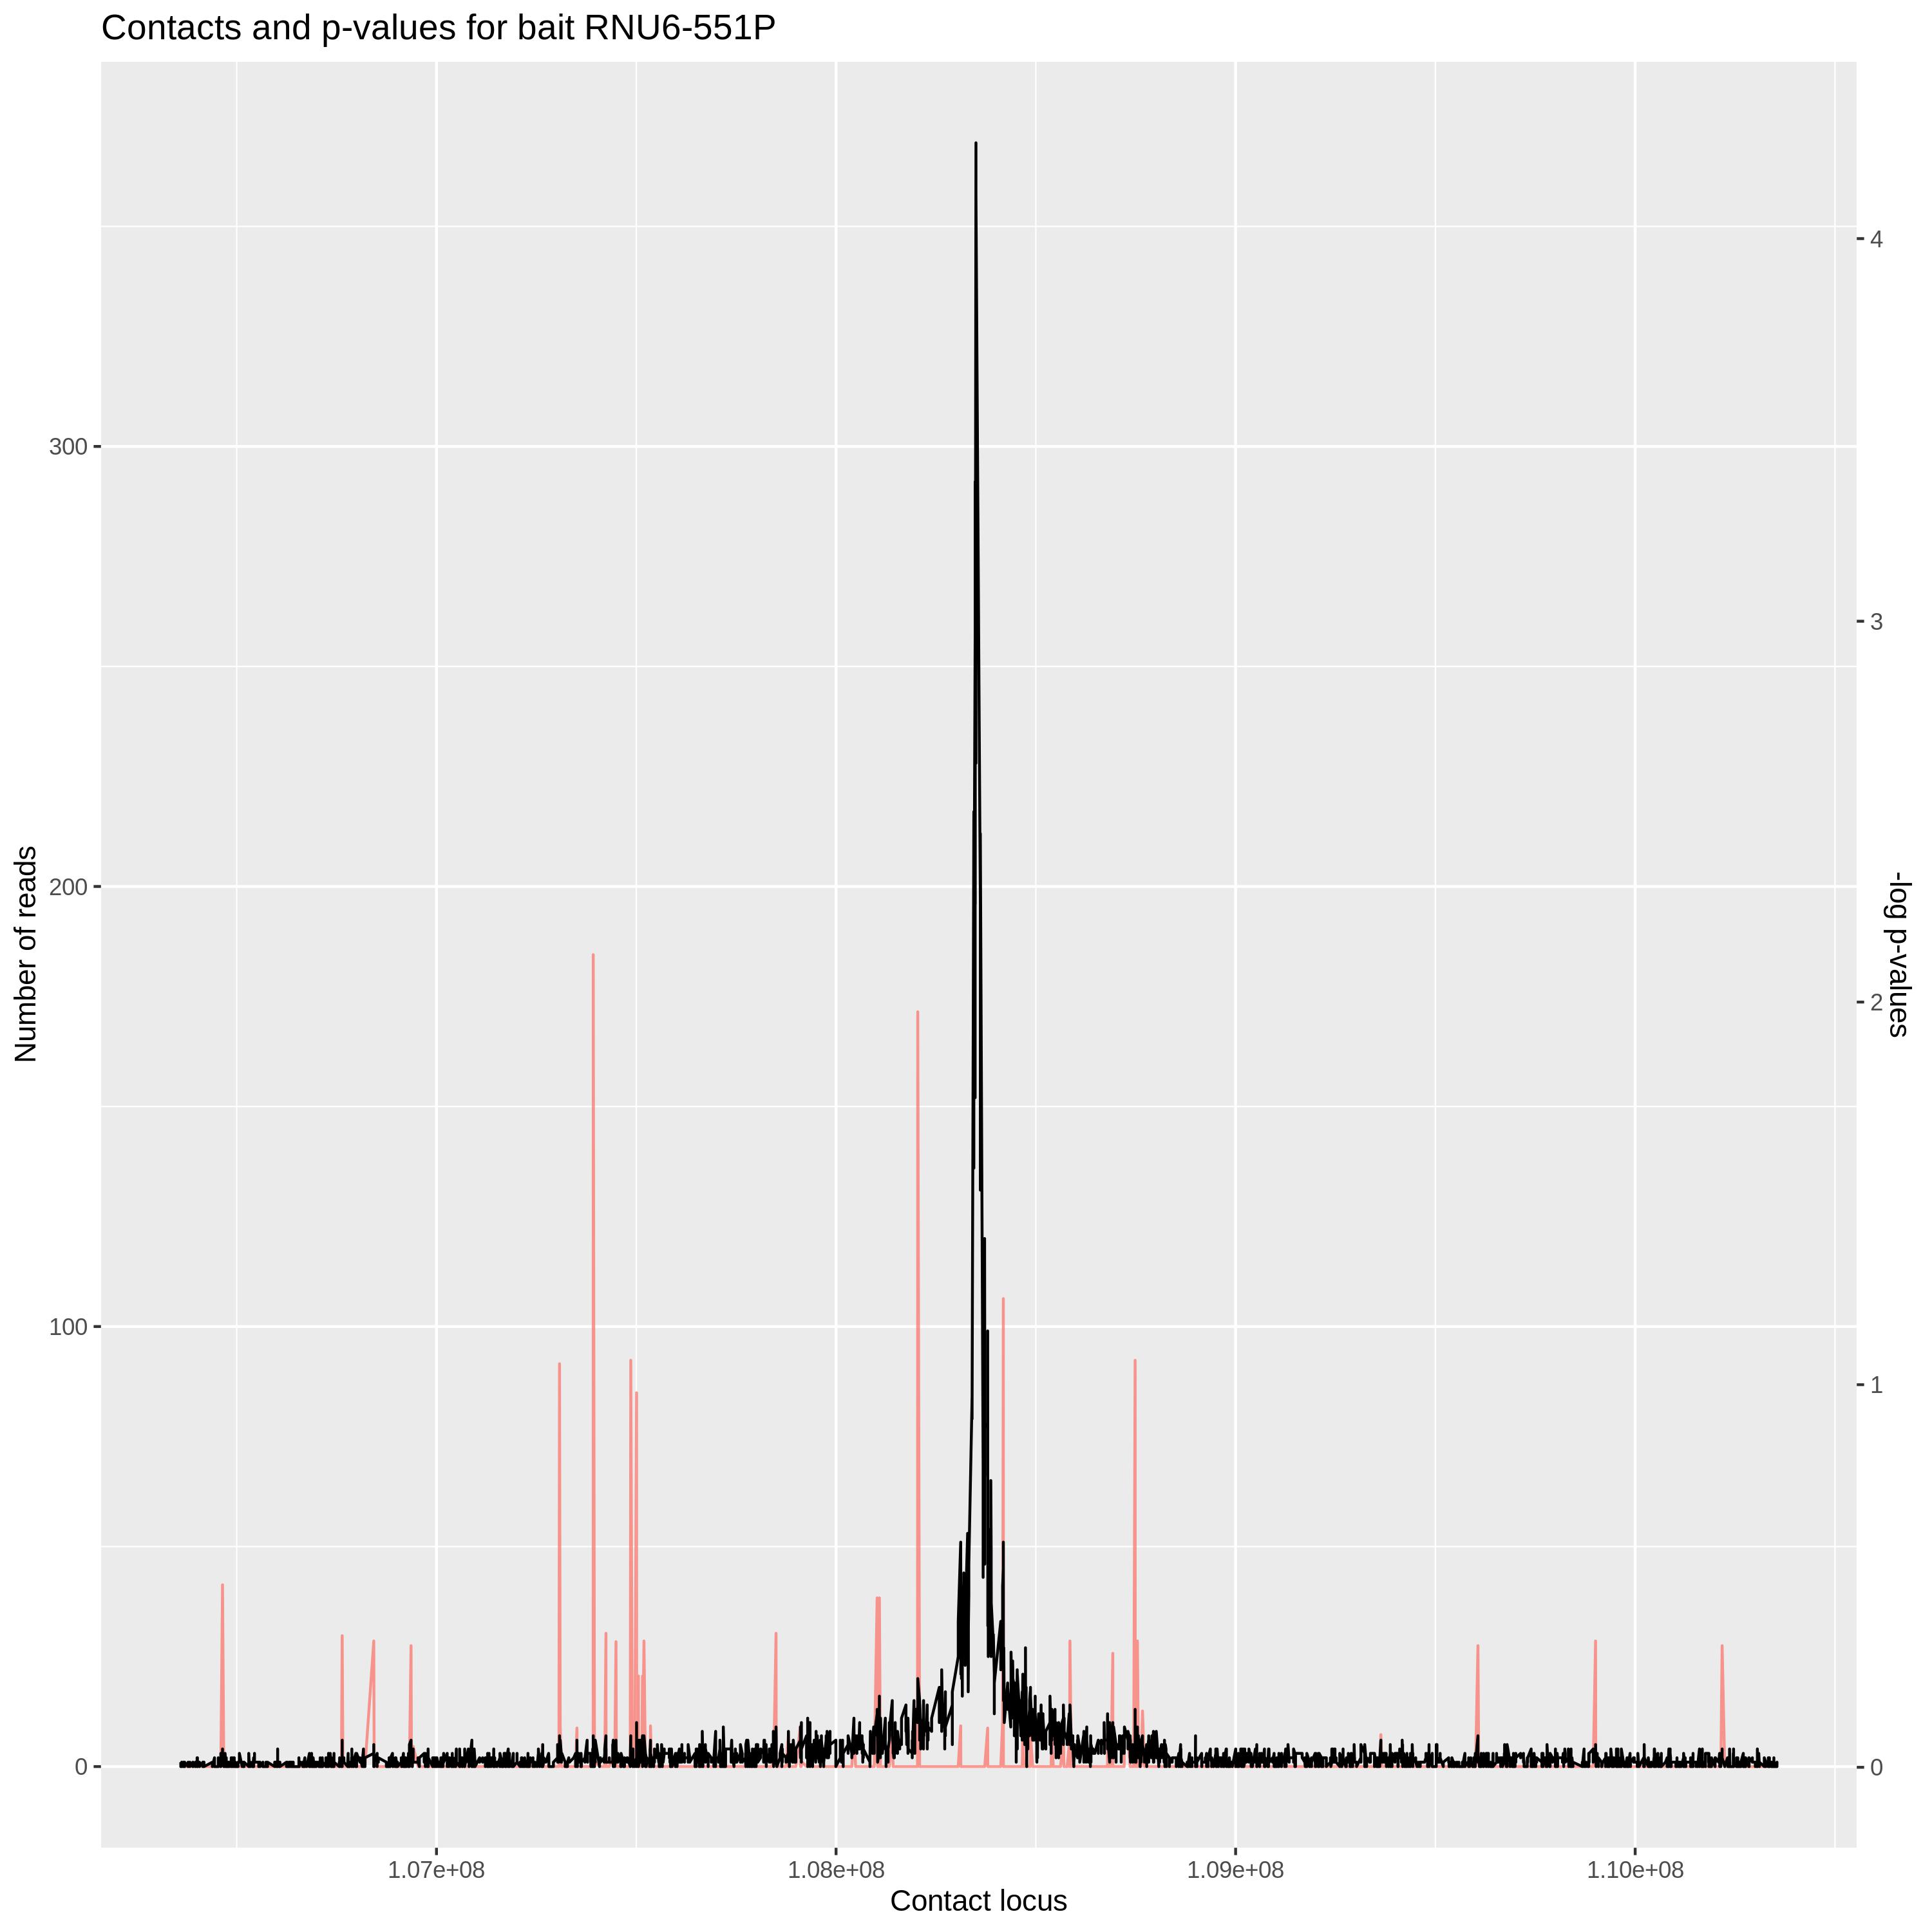 Contacts and p-values for bait RNU6-551P
Number of reads
300
200
100
0
4
3
2
1
0
-log p-values
1.07e+08
1.08e+08
1.09e+08
1.10e+08
Contact locus